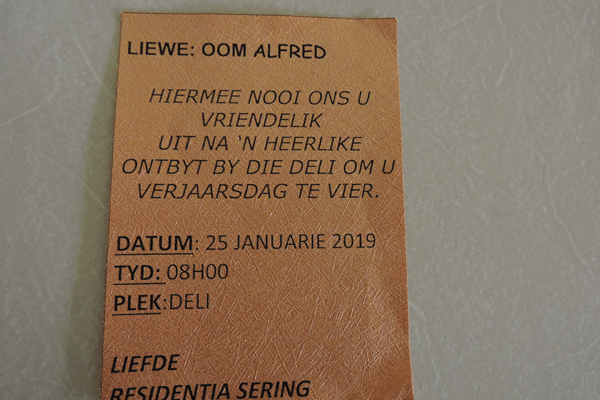 LIEWE: OOM ALFRED
HIERMEE NOOI ONS U
VRIENDELIK
UIT NA 'N HEERLIKE
ONTBYT BY DIE DELI OM U
VERJAARSDAG TE VIER.
DATUM: 25 JANUARIE 2019
TYD: 08H00
PLEK:DELI
LIEFDE
RESIDENTIA SERING